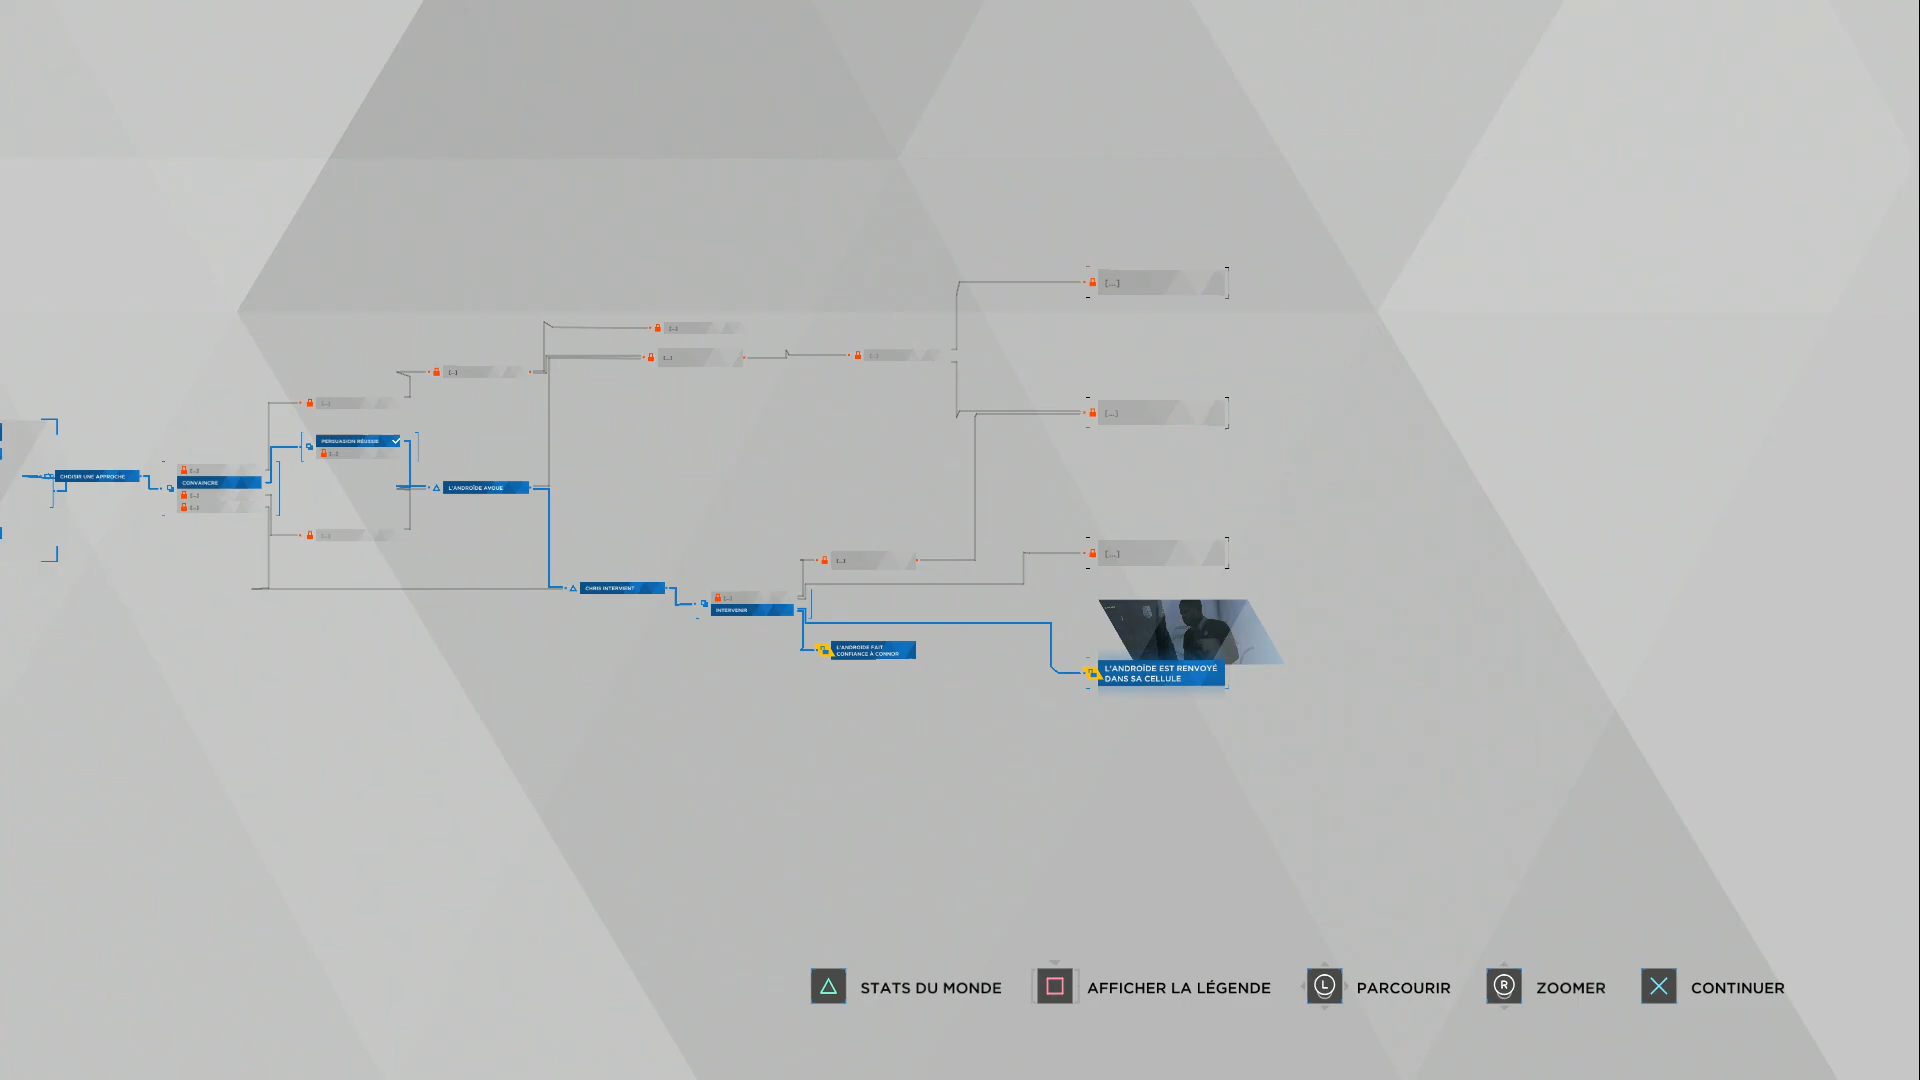 [...]
[...]
[...]
[...]
[...]
[...]
[...]
PERSUASION RÉUSSIE
[...]
[...]
CHOISIR UNE APPROCHE
CONVAINCRE
[...]
[...]
L'ANDROÏDE AVOUE
[...]
[...]
[...]
CHRIS INTERVIENT
[...]
INTERVENIR
L'ANDROÏDE FAIT
CONFIANCE À CONNOR
L'ANDROÏDE EST RENVOYÉ
DANS SA CELLULE
STATS DU MONDE
AFFICHER LA LÉGENDE
L
PARCOURIR
R
ZOOMER
CONTINUER